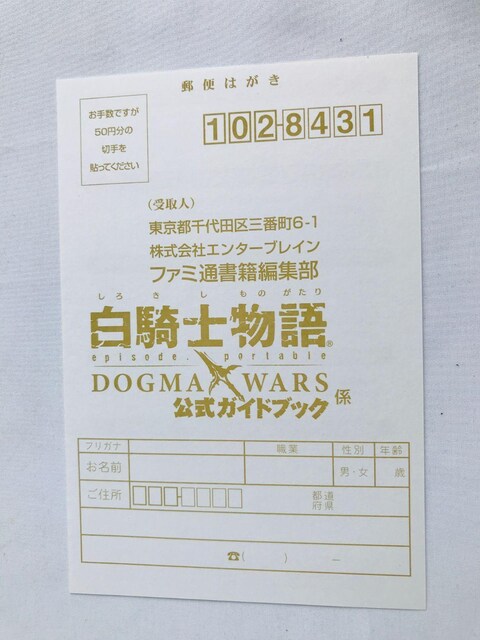 郵便はがき
お手数ですが
50円分の
切手を
貼ってください
102-8431
(受取人)
東京都千代田区三番町6-1
株式会社エンターブレイン
ファミ通書籍編集部
しろきしものがたり
白騎士物語®
episode. portable
DOGMA WARS
公式ガイドブック 係
フリガナ 職業 性別 年齢
お名前 男・女 歳
ご住所 都道
府県
☎( ) –